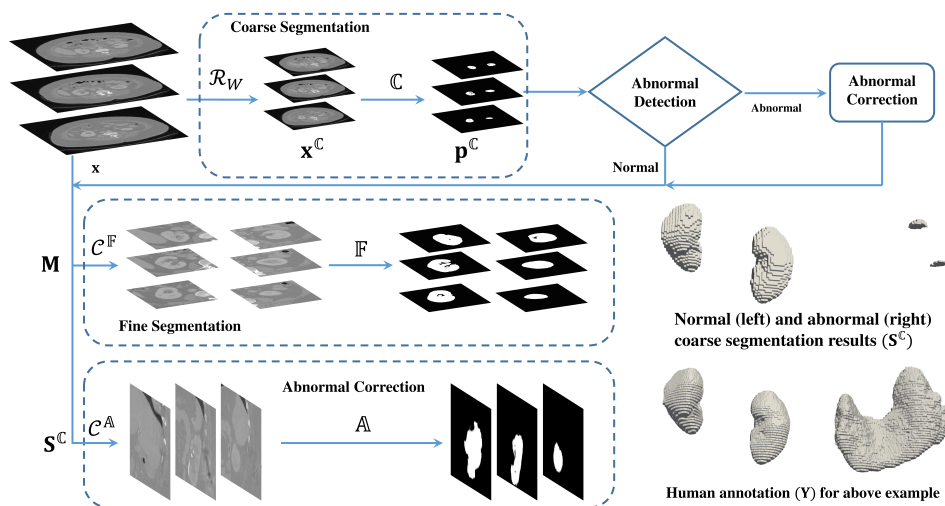 Coarse Segmentation
ℛ_W
ℂ
x^ℂ
p^ℂ
x
Abnormal
Detection
Abnormal
Abnormal
Correction
Normal
M
𝒞^𝔽
𝔽
Fine Segmentation
Normal (left) and abnormal (right)
coarse segmentation results (S^ℂ)
S^ℂ
𝒞^𝔸
Abnormal Correction
𝔸
Human annotation (Y) for above example